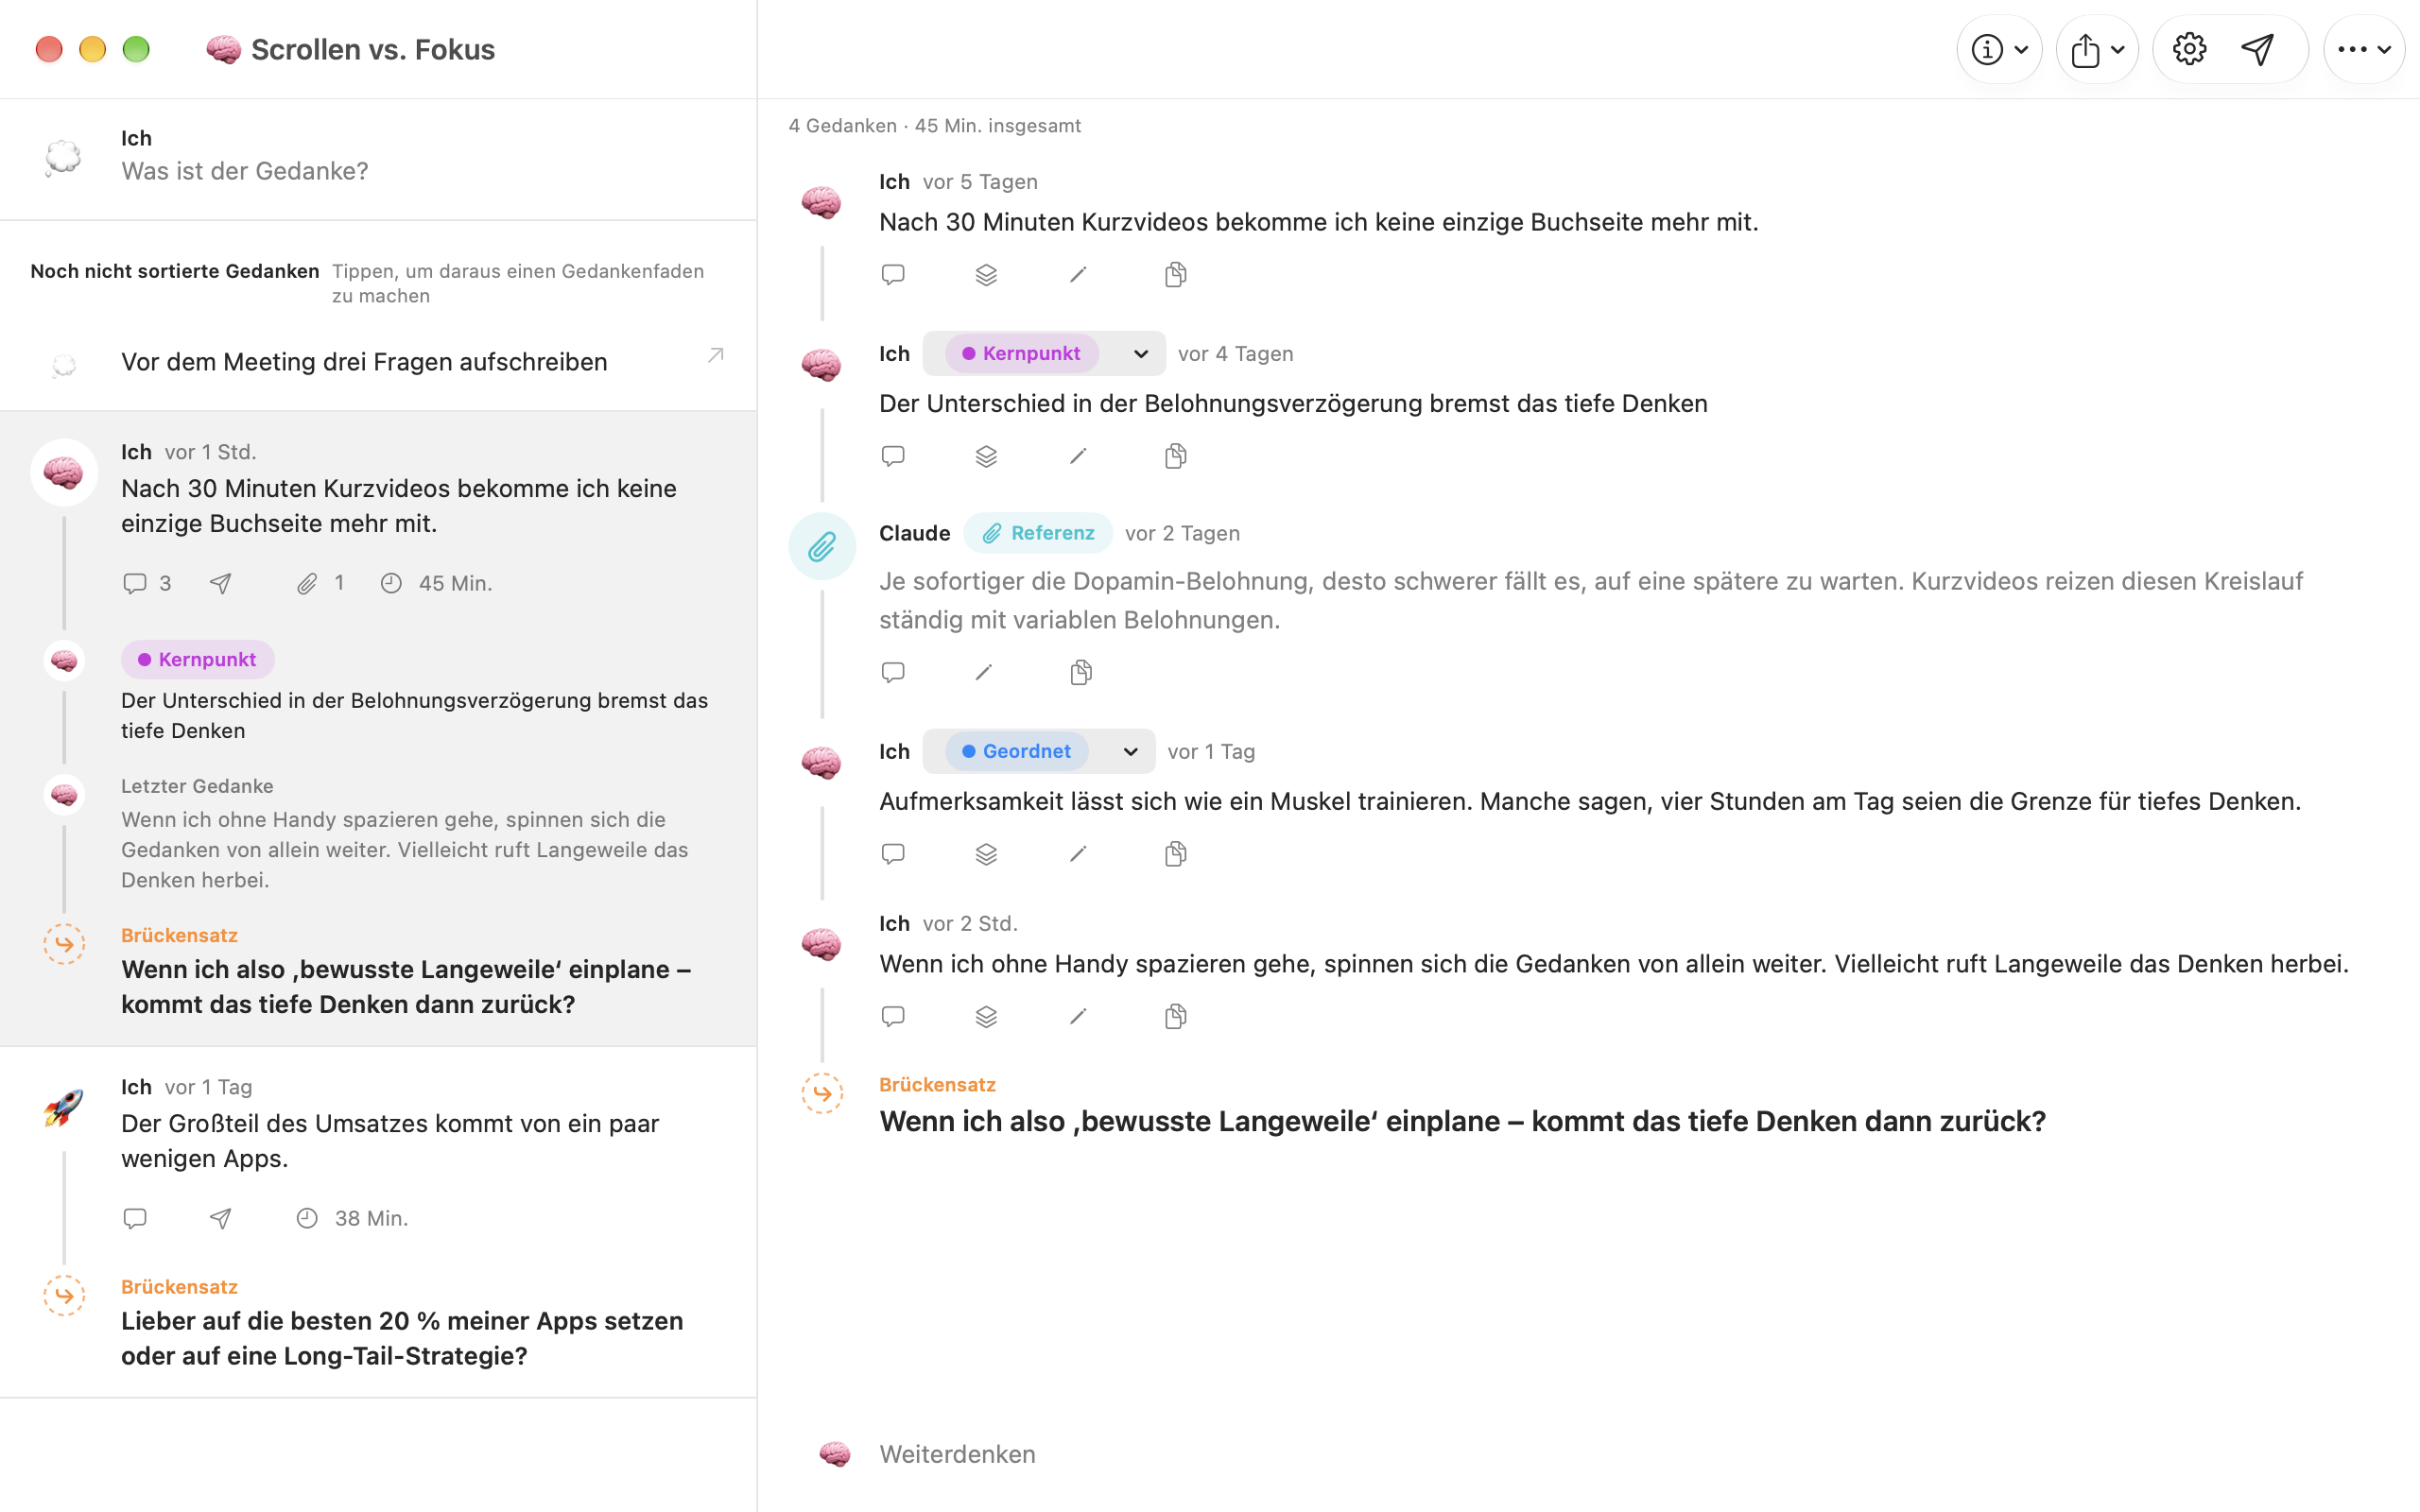 Scrollen vs. Fokus
Ich
Was ist der Gedanke?
Noch nicht sortierte Gedanken Tippen, um daraus einen Gedankenfaden
zu machen
Vor dem Meeting drei Fragen aufschreiben
Ich vor 1 Std.
Nach 30 Minuten Kurzvideos bekomme ich keine
einzige Buchseite mehr mit.
3 1 45 Min.
Kernpunkt
Der Unterschied in der Belohnungsverzögerung bremst das
tiefe Denken
Letzter Gedanke
Wenn ich ohne Handy spazieren gehe, spinnen sich die
Gedanken von allein weiter. Vielleicht ruft Langeweile das
Denken herbei.
Brückensatz
Wenn ich also ‚bewusste Langeweile‘ einplane –
kommt das tiefe Denken dann zurück?
Ich vor 1 Tag
Der Großteil des Umsatzes kommt von ein paar
wenigen Apps.
38 Min.
Brückensatz
Lieber auf die besten 20 % meiner Apps setzen
oder auf eine Long-Tail-Strategie?
4 Gedanken · 45 Min. insgesamt
Ich vor 5 Tagen
Nach 30 Minuten Kurzvideos bekomme ich keine einzige Buchseite mehr mit.
Ich Kernpunkt vor 4 Tagen
Der Unterschied in der Belohnungsverzögerung bremst das tiefe Denken
Claude Referenz vor 2 Tagen
Je sofortiger die Dopamin-Belohnung, desto schwerer fällt es, auf eine spätere zu warten. Kurzvideos reizen diesen Kreislauf
ständig mit variablen Belohnungen.
Ich Geordnet vor 1 Tag
Aufmerksamkeit lässt sich wie ein Muskel trainieren. Manche sagen, vier Stunden am Tag seien die Grenze für tiefes Denken.
Ich vor 2 Std.
Wenn ich ohne Handy spazieren gehe, spinnen sich die Gedanken von allein weiter. Vielleicht ruft Langeweile das Denken herbei.
Brückensatz
Wenn ich also ‚bewusste Langeweile‘ einplane – kommt das tiefe Denken dann zurück?
Weiterdenken